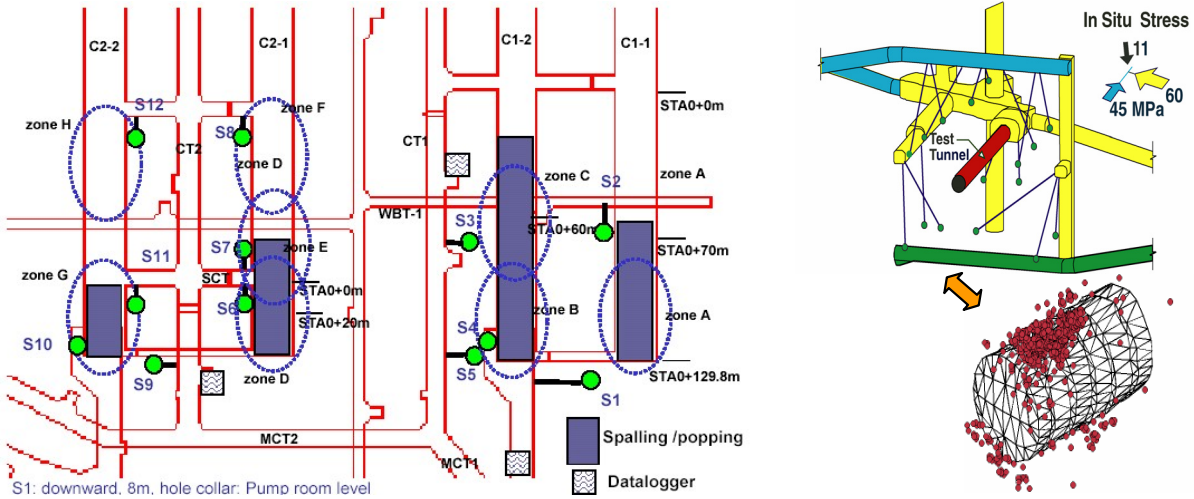 C2-2
C2-1
C1-2
C1-1
S12
zone F
STA0+0m
zone H
S8
CT2
zone D
CT1
zone C
S2
zone A
WBT-1
S3
STA0+60m
S7
zone E
STA0+70m
S11
zone G
SCT
STA0+0m
S6
STA0+20m
zone B
zone A
S10
S4
S5
S9
zone D
STA0+129.8m
S1
MCT2
MCT1
Spalling /popping
Datalogger
S1: downward, 8m, hole collar: Pump room level
In Situ Stress
11
60
45 MPa
Test
Tunnel